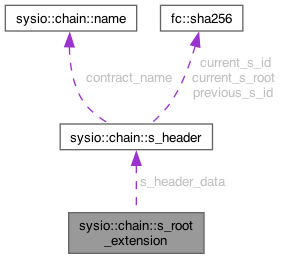 sysio::chain::name
fc::sha256
contract_name
current_s_id
current_s_root
previous_s_id
sysio::chain::s_header
s_header_data
sysio::chain::s_root
_extension